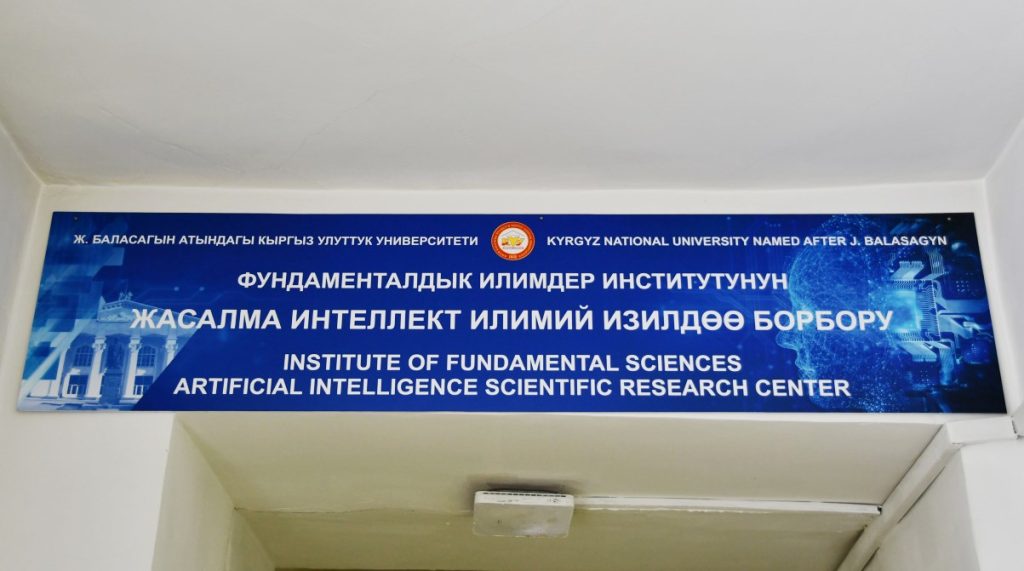 Ж. БАЛАСАГЫН АТЫНДАГЫ КЫРГЫЗ УЛУТТУК УНИВЕРСИТЕТИ
KYRGYZ NATIONAL UNIVERSITY NAMED AFTER J. BALASAGYN
ФУНДАМЕНТАЛДЫК ИЛИМДЕР ИНСТИТУТУНУН
ЖАСАЛМА ИНТЕЛЛЕКТ ИЛИМИЙ ИЗИЛДӨӨ БОРБОРУ
INSTITUTE OF FUNDAMENTAL SCIENCES
ARTIFICIAL INTELLIGENCE SCIENTIFIC RESEARCH CENTER